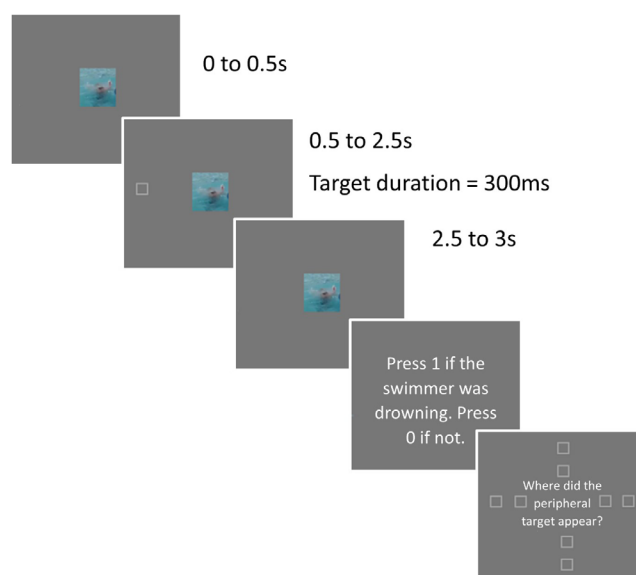 0 to 0.5s
0.5 to 2.5s
Target duration = 300ms
2.5 to 3s
Press 1 if the
swimmer was
drowning. Press
0 if not.
Where did the
peripheral
target appear?